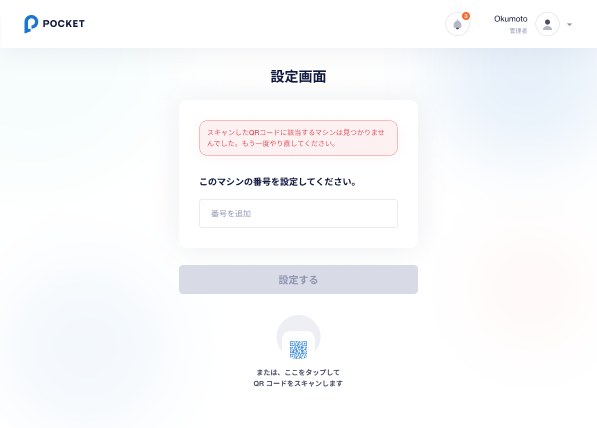 POCKET
3
Okumoto
管理者
設定画面
スキャンしたQRコードに該当するマシンは見つかりませ
んでした。もう一度やり直してください。
このマシンの番号を設定してください。
番号を追加
設定する
または、ここをタップして
QR コードをスキャンします